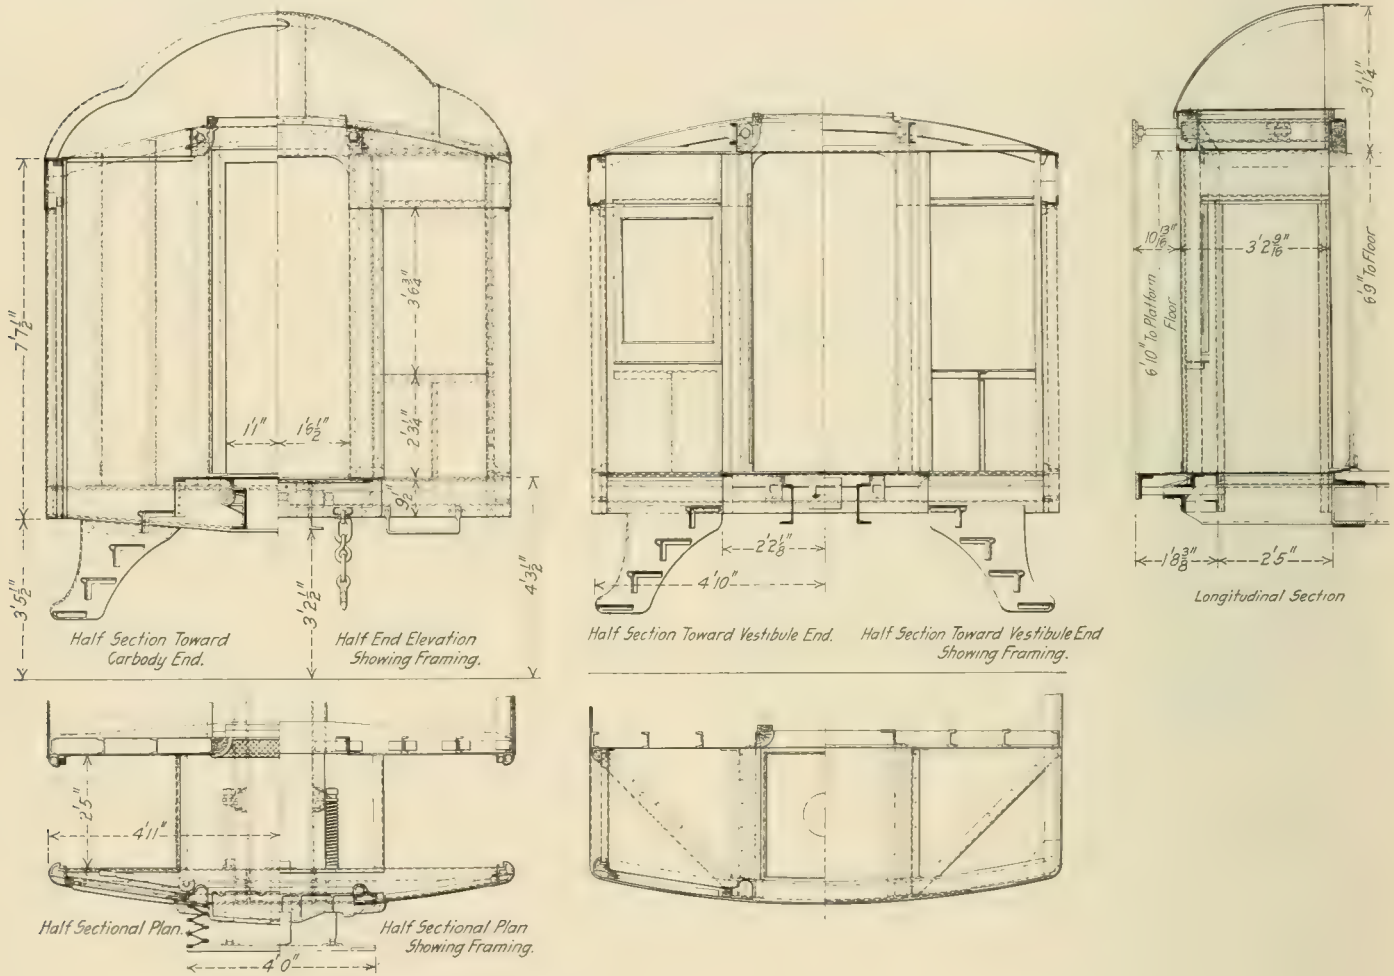 7'7½"
3'5½"
1'1"
1'6½"
3'6¾"
2'3¼"
9½"
3'2½"
4'3½"
Half Section Toward
Carbody End.
Half End Elevation
Showing Framing.
2'2⅛"
4'10"
Half Section Toward Vestibule End.
Half Section Toward Vestibule End
Showing Framing.
3'1¼"
10 13/16"
3'2 9/16"
6'10" To Platform
Floor
6'9" To Floor
1'8⅜"
2'5"
Longitudinal Section
2'5"
4'11"
Half Sectional Plan.
Half Sectional Plan
Showing Framing.
4'0"